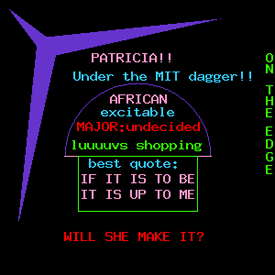 PATRICIA!!
Under the MIT dagger!!
AFRICAN
excitable
MAJOR:undecided
luuuuvs shopping
best quote:
IF IT IS TO BE
IT IS UP TO ME
WILL SHE MAKE IT?
ON THE EDGE